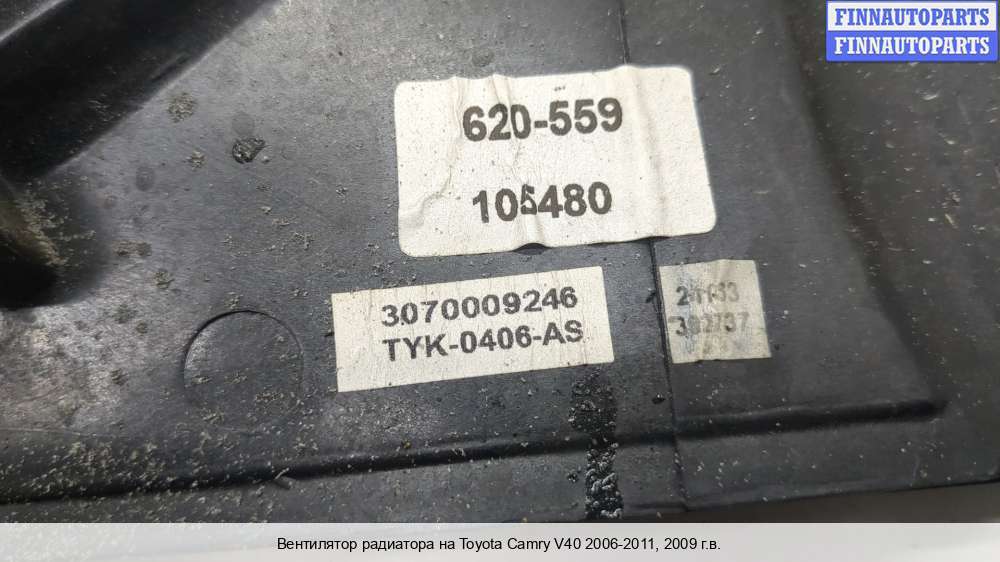 FINNAUTOPARTS
FINNAUTOPARTS
620-559
105480
3070009246
TYK-0406-AS
Вентилятор радиатора на Toyota Camry V40 2006-2011, 2009 г.в.